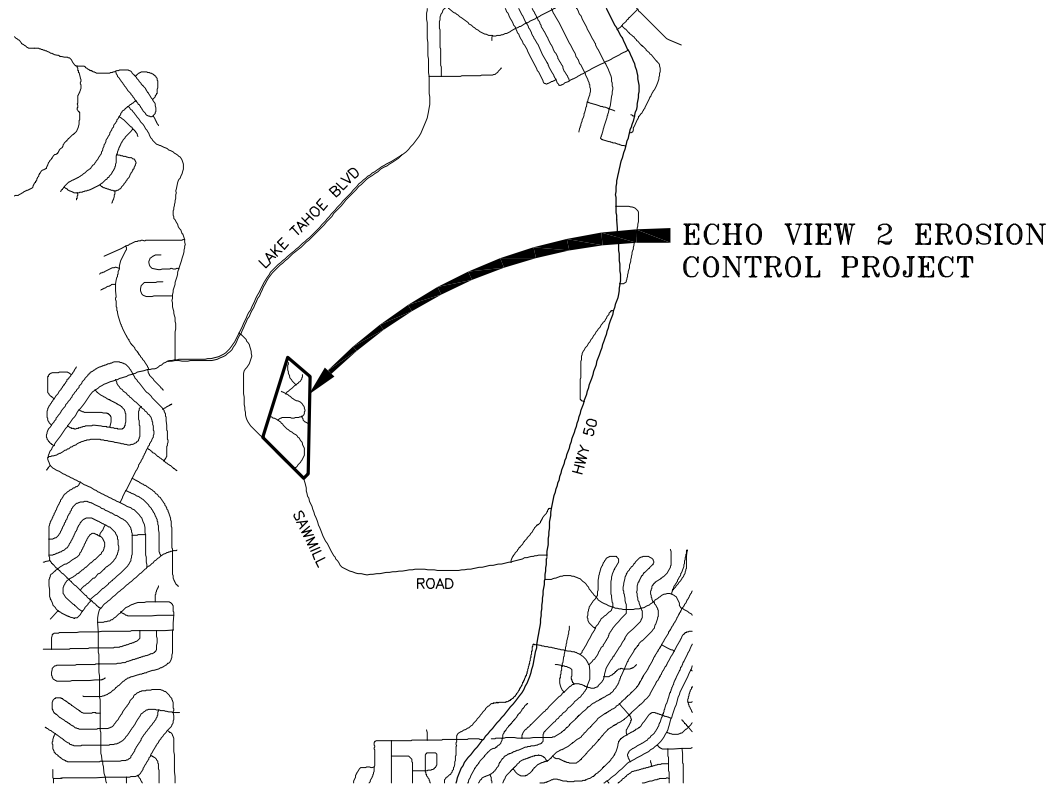 LAKE TAHOE BLVD
ECHO VIEW 2 EROSION
CONTROL PROJECT
HWY 50
SAWMILL
ROAD